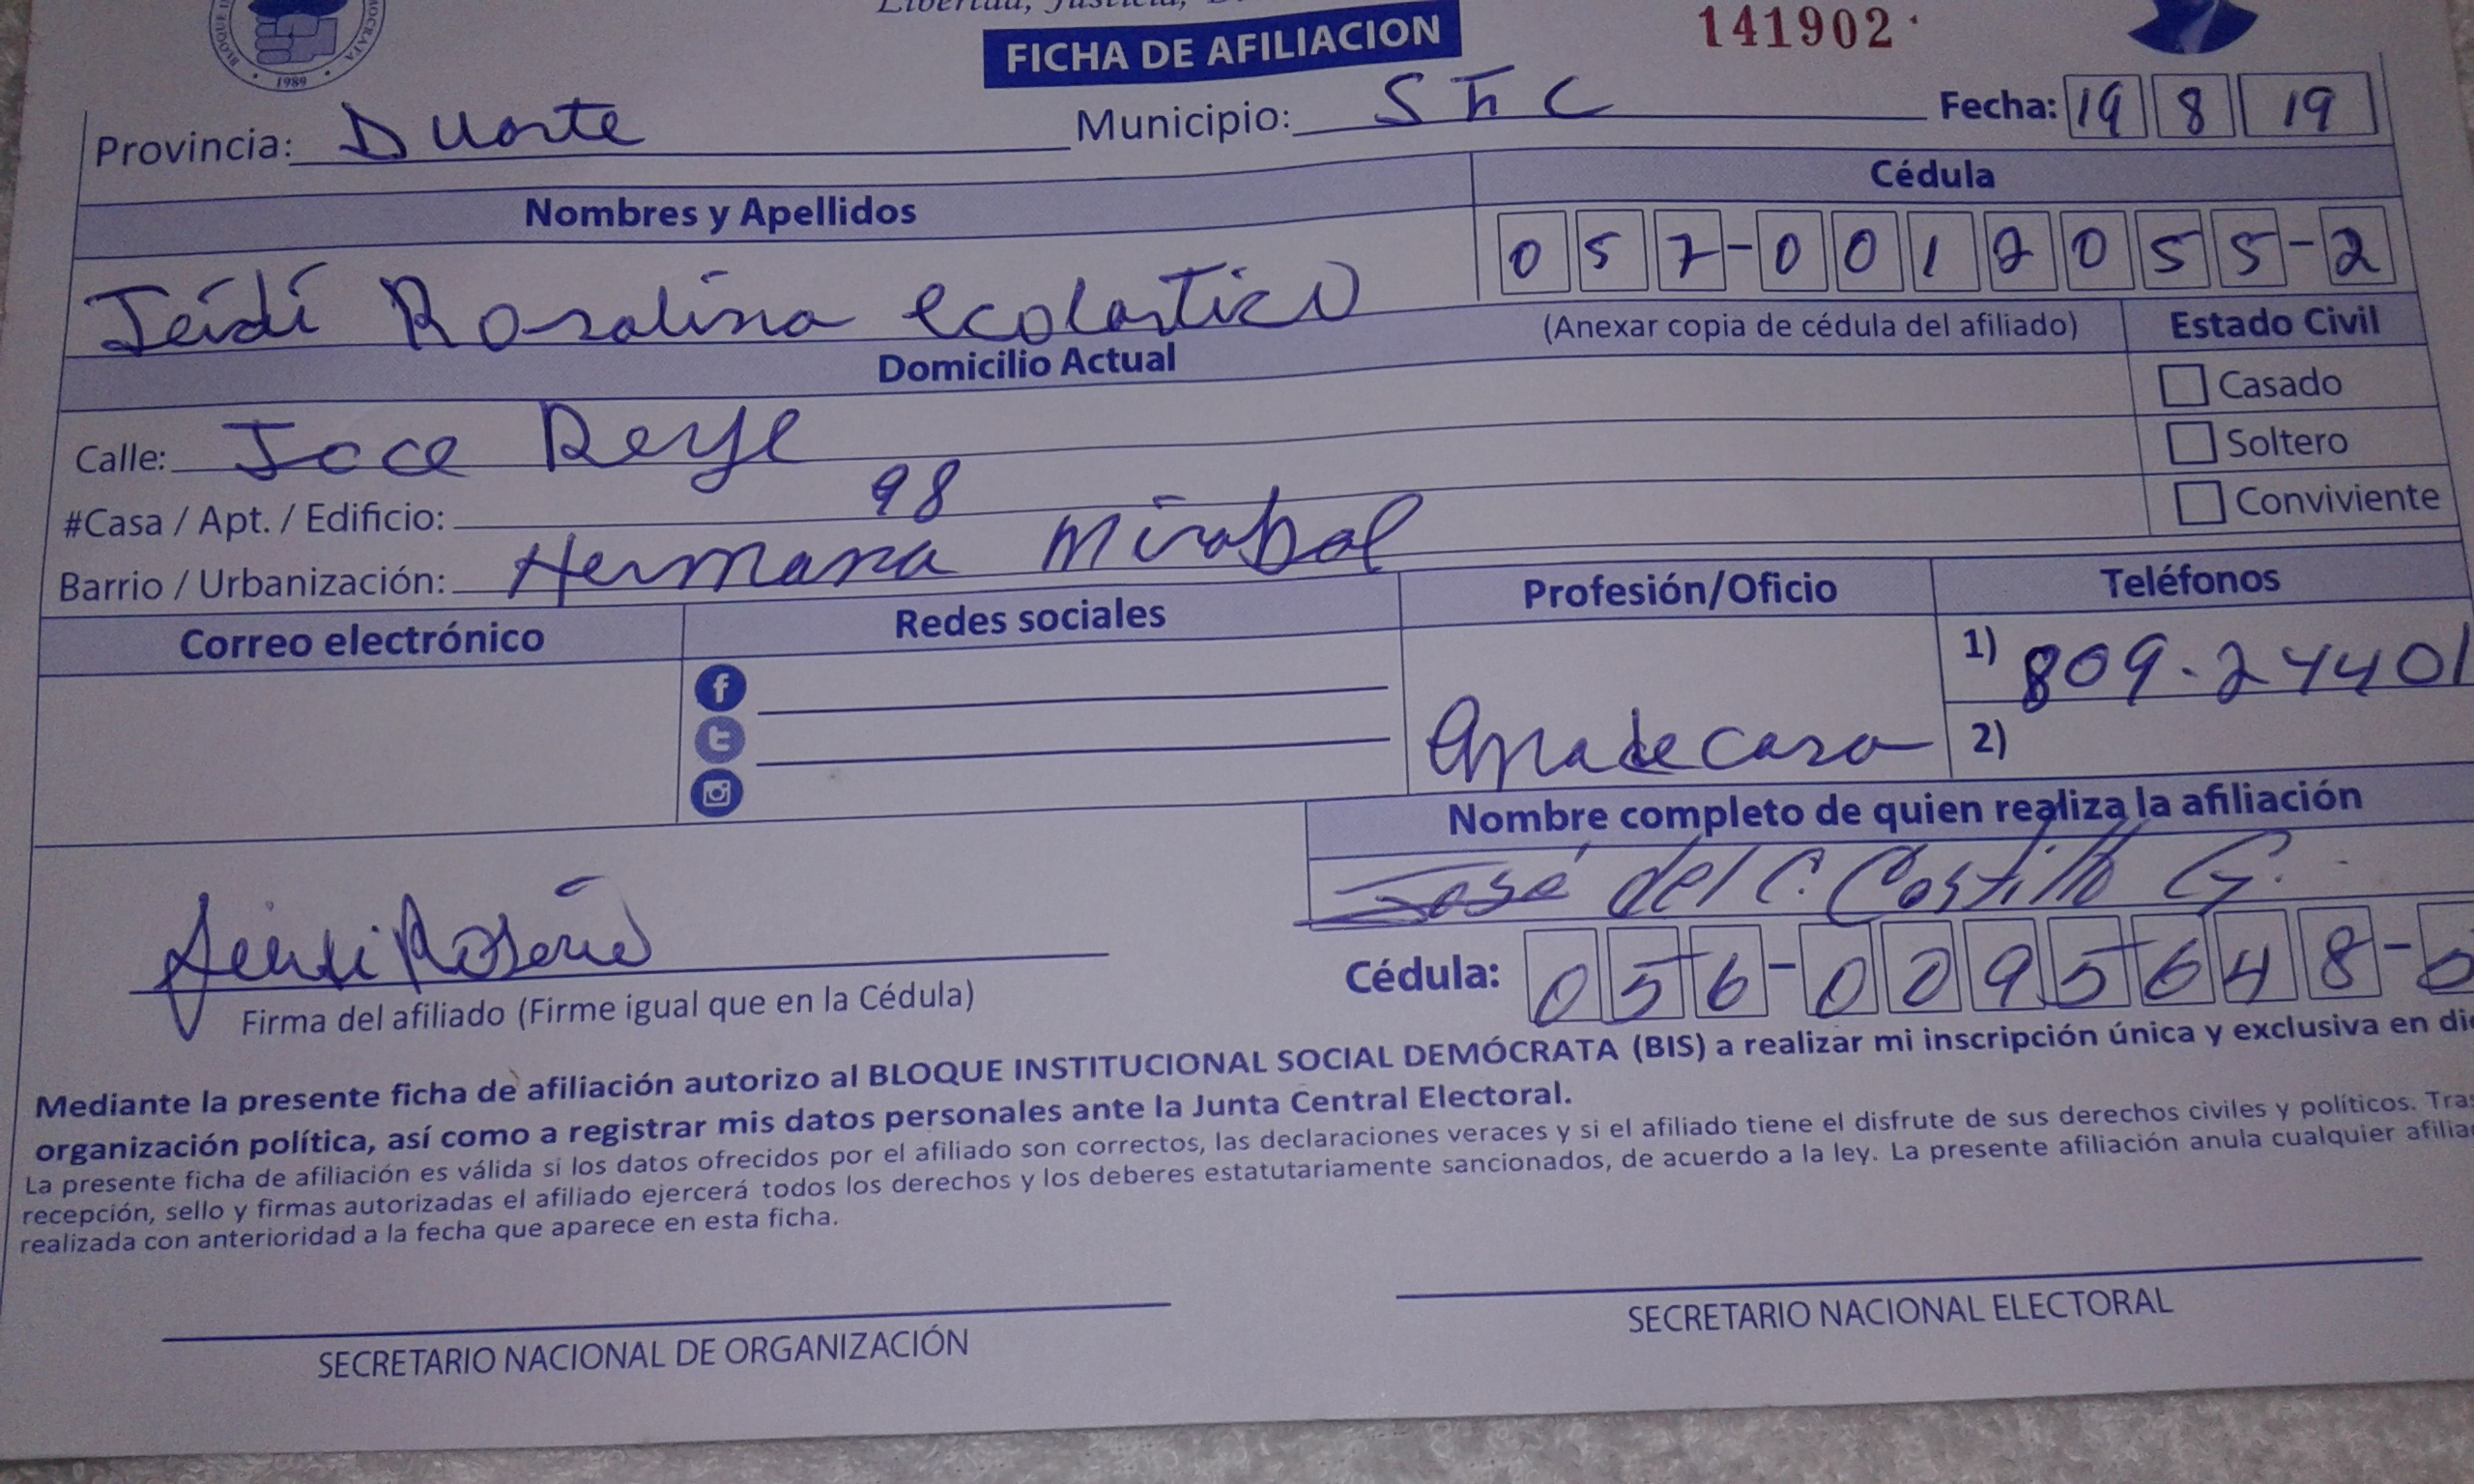 BLOQUE
1989
Libertad, Justicia,
FICHA DE AFILIACION
141902
Provincia: Duarte Municipio: SFC Fecha: 19 8 19
Nombres y Apellidos Cédula
Jeidi Rosalina ecolastico 057-0012055-2
(Anexar copia de cédula del afiliado) Estado Civil
Domicilio Actual
Casado
Calle: Joce Reye
Soltero
#Casa / Apt. / Edificio: 98
Conviviente
Barrio / Urbanización: Hermana Mirabal
Correo electrónico Redes sociales Profesión/Oficio Teléfonos
1) 809-24401
Ama de casa
2)
Nombre completo de quien realiza la afiliación
José del C. Castillo G.
Cédula: 056-0095648-
Firma del afiliado (Firme igual que en la Cédula)
Mediante la presente ficha de afiliación autorizo al BLOQUE INSTITUCIONAL SOCIAL DEMÓCRATA (BIS) a realizar mi inscripción única y exclusiva en
organización política, así como a registrar mis datos personales ante la Junta Central Electoral.
La presente ficha de afiliación es válida si los datos ofrecidos por el afiliado son correctos, las declaraciones veraces y si el afiliado tiene el disfrute de sus derechos civiles y políticos.
recepción, sello y firmas autorizadas el afiliado ejercerá todos los derechos y los deberes estatutariamente sancionados, de acuerdo a la ley. La presente afiliación anula cualquier
realizada con anterioridad a la fecha que aparece en esta ficha.
SECRETARIO NACIONAL DE ORGANIZACIÓN
SECRETARIO NACIONAL ELECTORAL